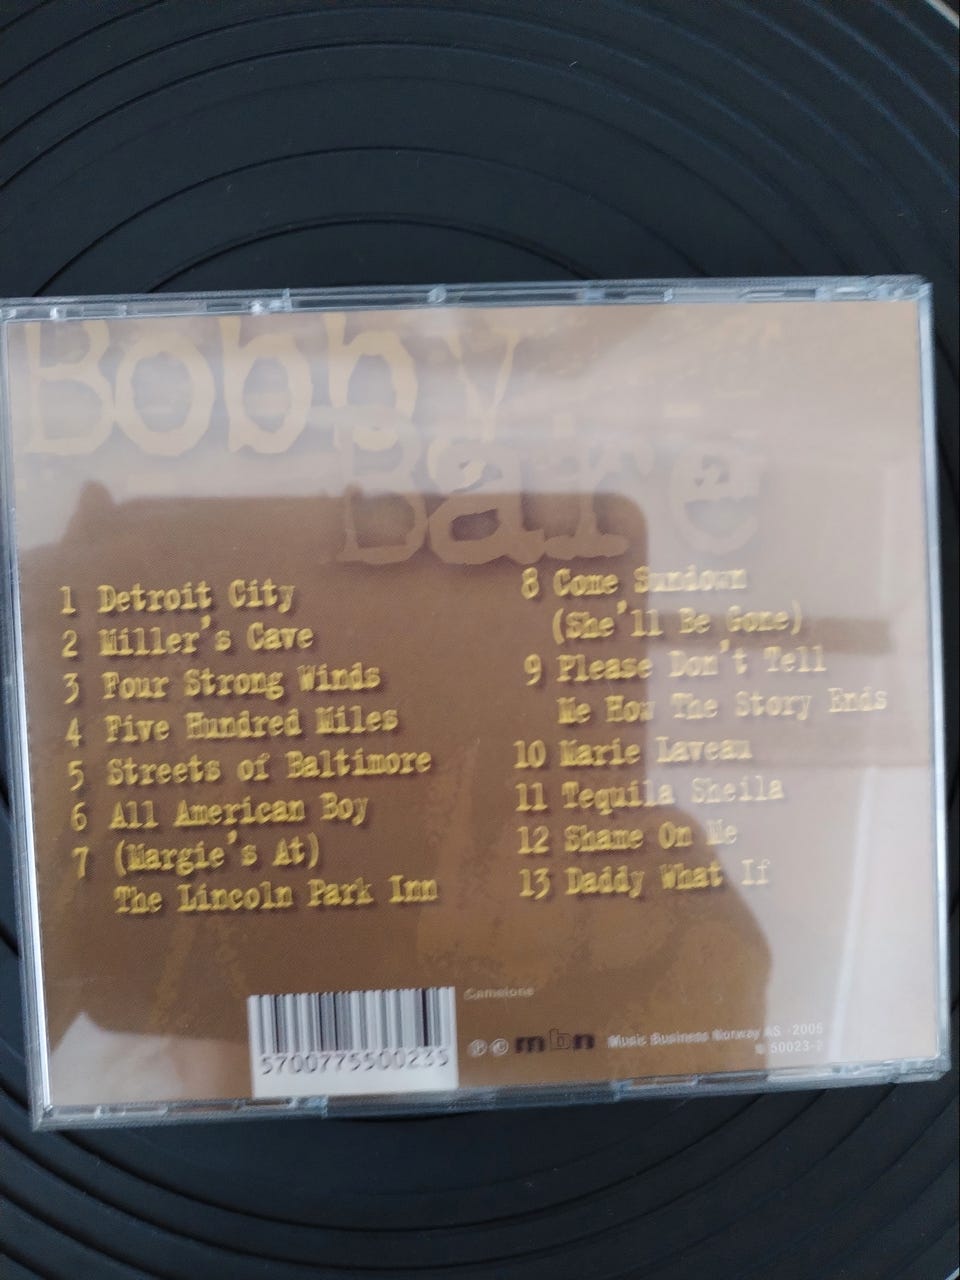 Bobby
Bare
1 Detroit City
2 Miller's Cave
3 Four Strong Winds
4 Five Hundred Miles
5 Streets of Baltimore
6 All American Boy
7 (Margie's At)
The Lincoln Park Inn
8 Come Sundown
(She'll Be Gone)
9 Please Don't Tell
Me How The Story Ends
10 Marie Laveau
11 Tequila Sheila
12 Shame On Me
13 Daddy What If
5700775500235
℗ © mbn Music Business Norway AS
50023-2